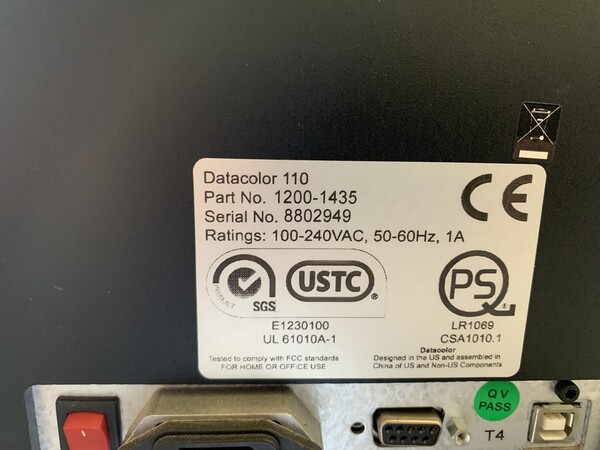 Datacolor 110
Part No. 1200-1435
Serial No. 8802949
Ratings: 100-240VAC, 50-60Hz, 1A
CE
SGS
USTC
®
PS
E1230100
UL 61010A-1
LR1069
CSA1010.1
Tested to comply with FCC standards
FOR HOME OR OFFICE USE
Datacolor
Designed in the US and assembled in
China of US and Non-US Components
QV
PASS
T4